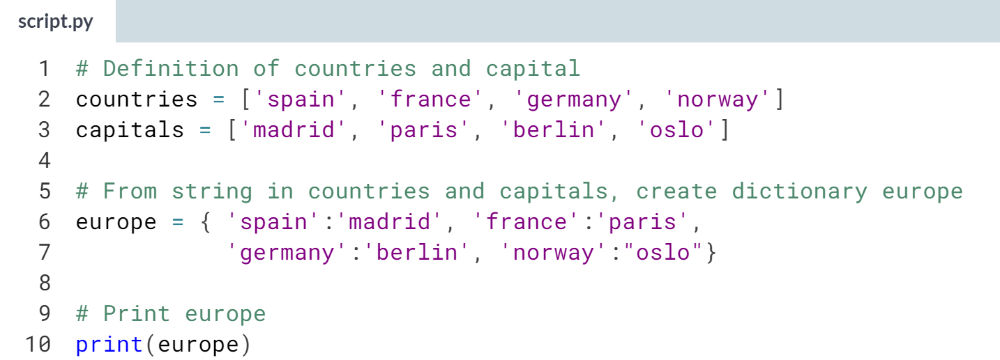 script.py
1 # Definition of countries and capital
2 countries = ['spain', 'france', 'germany', 'norway']
3 capitals = ['madrid', 'paris', 'berlin', 'oslo']
4
5 # From string in countries and capitals, create dictionary europe
6 europe = { 'spain':'madrid', 'france':'paris',
7            'germany':'berlin', 'norway':"oslo"}
8
9 # Print europe
10 print(europe)